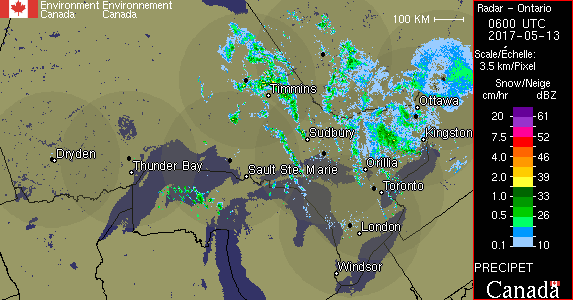 Environment Environnement
Canada Canada
100 KM
Timmins
Ottawa
Sudbury
Kingston
Dryden
Thunder Bay
Sault Ste. Marie
Orillia
Toronto
London
Windsor
Radar - Ontario
0600 UTC
2017-05-13
Scale/Échelle:
3.5 km/Pixel
Snow/Neige
cm/hr dBZ
20 61
7.5 52
4.0 46
2.0 39
1.0 33
0.5 26
0.1 10
PRECIPET
Canada